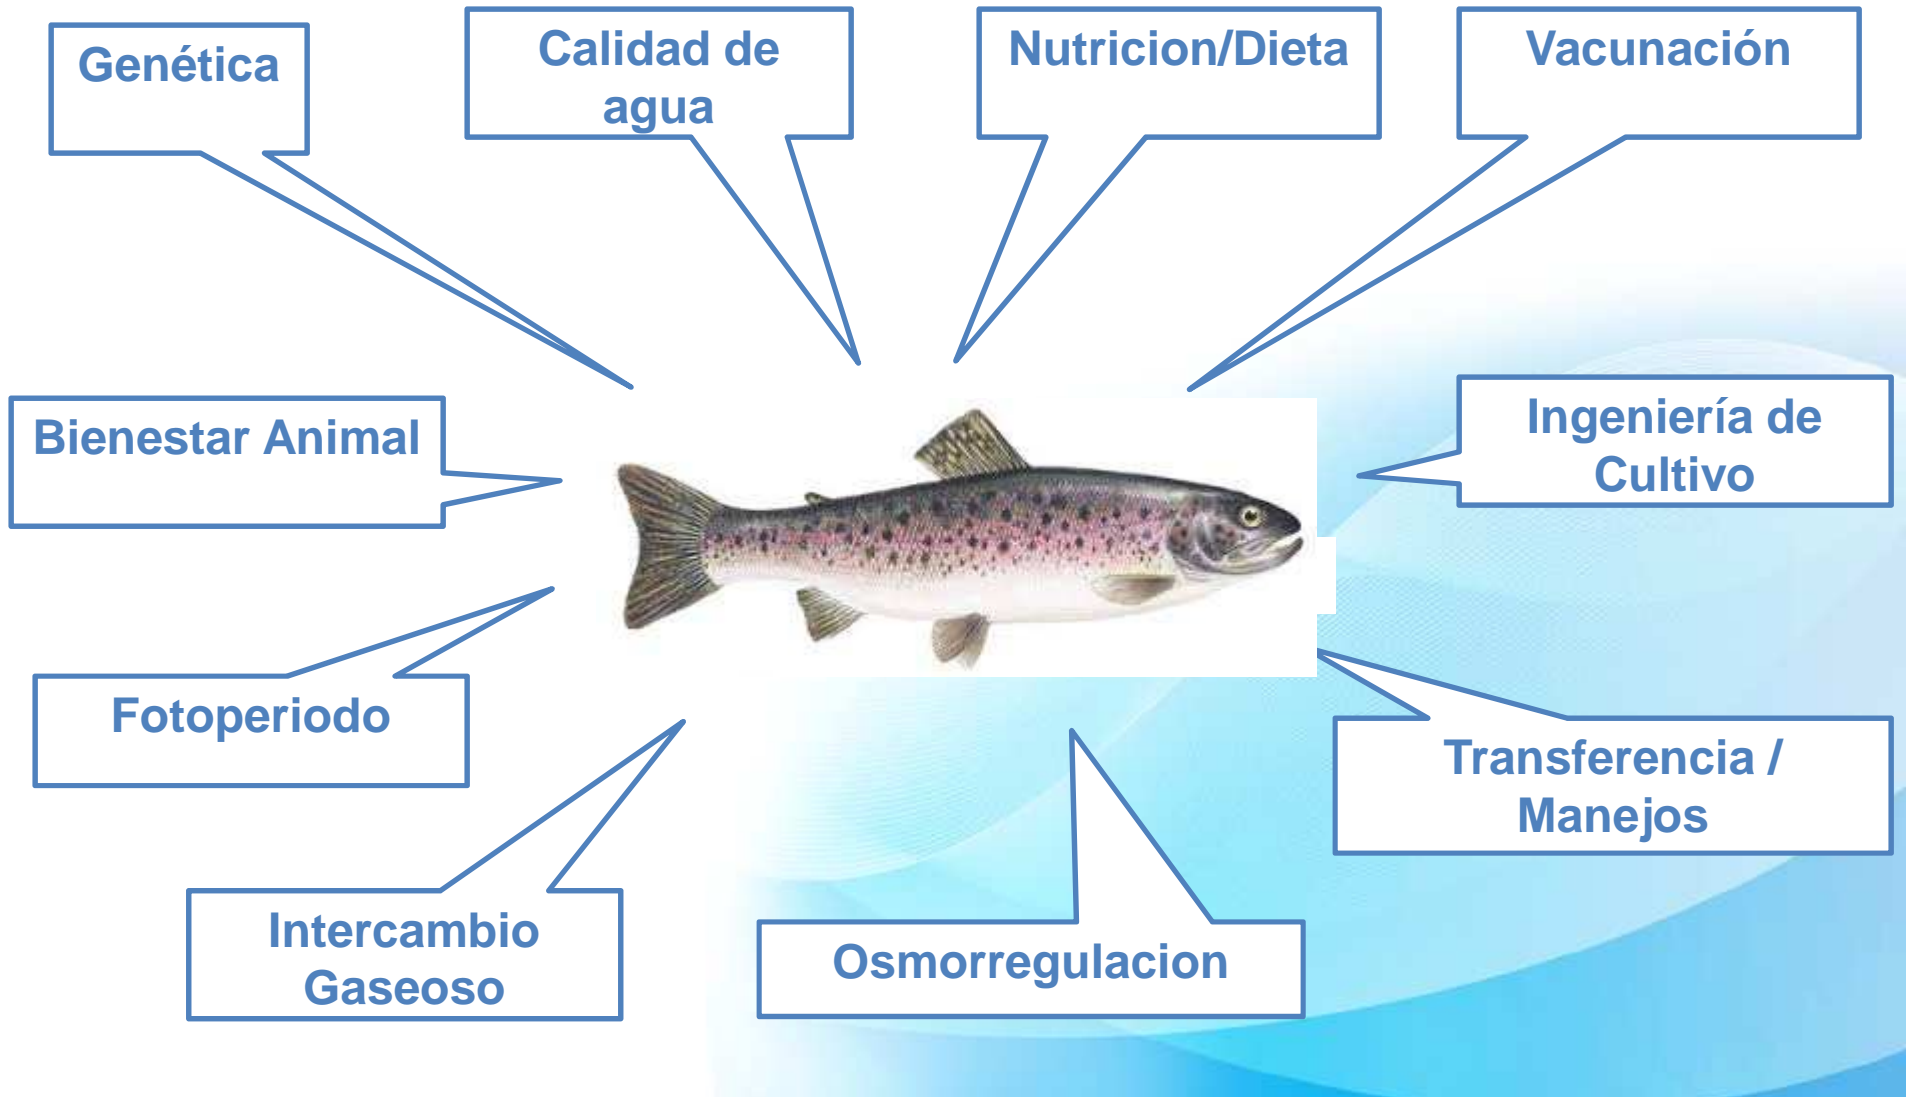 Genética
Calidad de
agua
Nutricion/Dieta
Vacunación
Bienestar Animal
Ingeniería de
Cultivo
Fotoperiodo
Transferencia /
Manejos
Intercambio
Gaseoso
Osmorregulacion